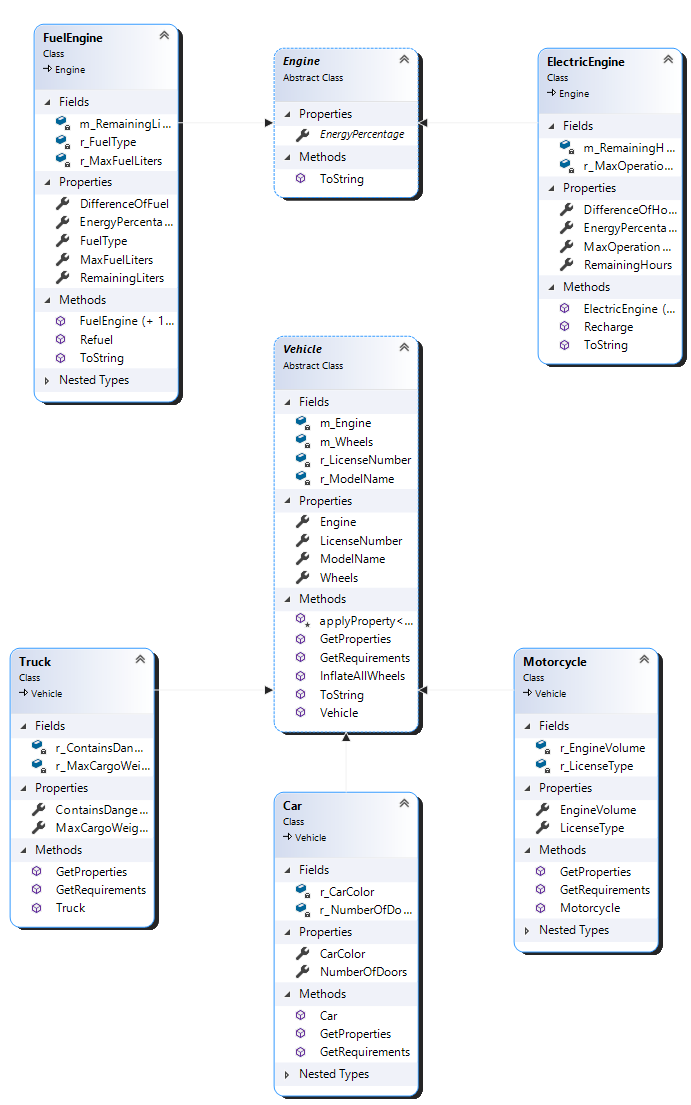 FuelEngine
Class
Engine
Fields
m_RemainingLi...
r_FuelType
r_MaxFuelLiters
Properties
DifferenceOfFuel
EnergyPercenta...
FuelType
MaxFuelLiters
RemainingLiters
Methods
FuelEngine (+ 1...
Refuel
ToString
Nested Types
Engine
Abstract Class
Properties
EnergyPercentage
Methods
ToString
ElectricEngine
Class
Engine
Fields
m_RemainingH...
r_MaxOperatio...
Properties
DifferenceOfHo...
EnergyPercenta...
MaxOperation...
RemainingHours
Methods
ElectricEngine (...
Recharge
ToString
Vehicle
Abstract Class
Fields
m_Engine
m_Wheels
r_LicenseNumber
r_ModelName
Properties
Engine
LicenseNumber
ModelName
Wheels
Methods
applyProperty<...
GetProperties
GetRequirements
InflateAllWheels
ToString
Vehicle
Truck
Class
Vehicle
Fields
r_ContainsDan...
r_MaxCargoWei...
Properties
ContainsDange...
MaxCargoWeig...
Methods
GetProperties
GetRequirements
Truck
Motorcycle
Class
Vehicle
Fields
r_EngineVolume
r_LicenseType
Properties
EngineVolume
LicenseType
Methods
GetProperties
GetRequirements
Motorcycle
Nested Types
Car
Class
Vehicle
Fields
r_CarColor
r_NumberOfDo...
Properties
CarColor
NumberOfDoors
Methods
Car
GetProperties
GetRequirements
Nested Types